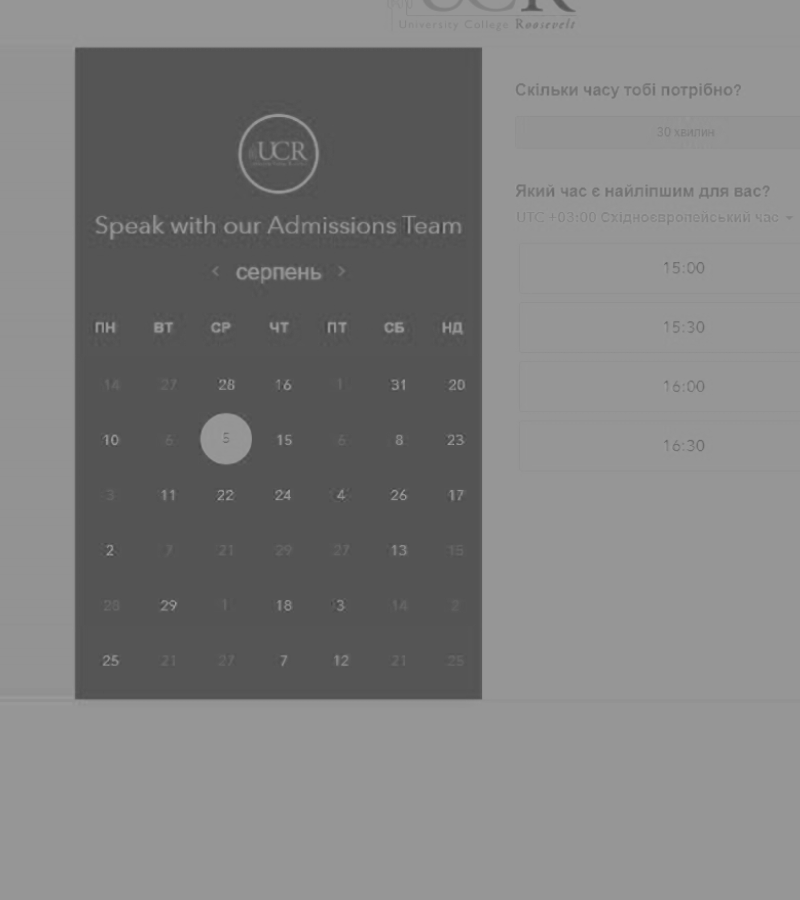 UCR
University College Roosevelt
UCR
Speak with our Admissions Team
‹ серпень ›
ПН ВТ СР ЧТ ПТ СБ НД
14 27 28 16 1 31 20
10 6 5 15 6 8 23
3 11 22 24 4 26 17
2 7 21 29 27 13 15
28 29 1 18 3 14 2
25 21 27 7 12 21 25
Скільки часу тобі потрібно?
30 хвилин
Який час є найліпшим для вас?
UTC +03:00 Східноєвропейський час
15:00
15:30
16:00
16:30